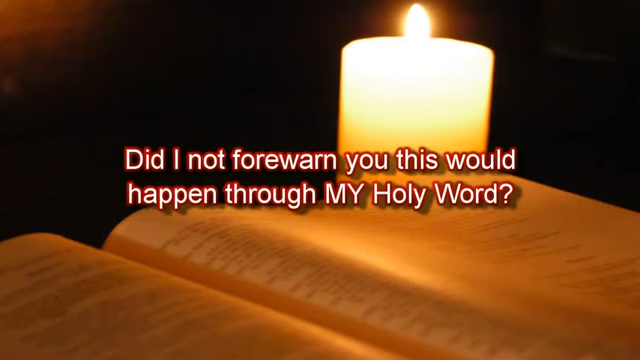 Did I not forewarn you this would
happen through MY Holy Word?